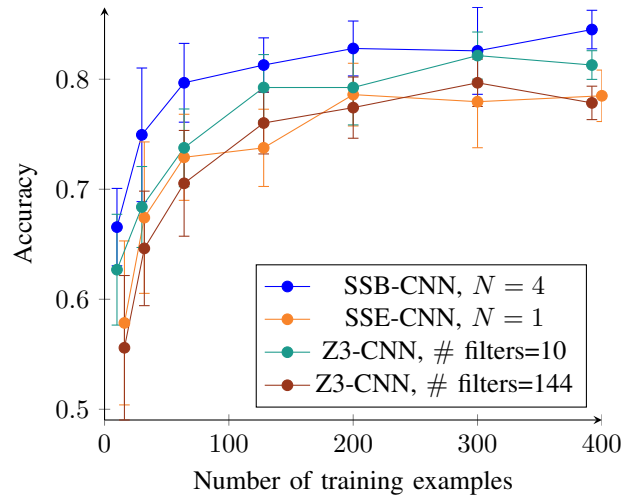 0.8
0.7
0.6
0.5
Accuracy
SSB-CNN, N = 4
SSE-CNN, N = 1
Z3-CNN, # filters=10
Z3-CNN, # filters=144
0 100 200 300 400
Number of training examples